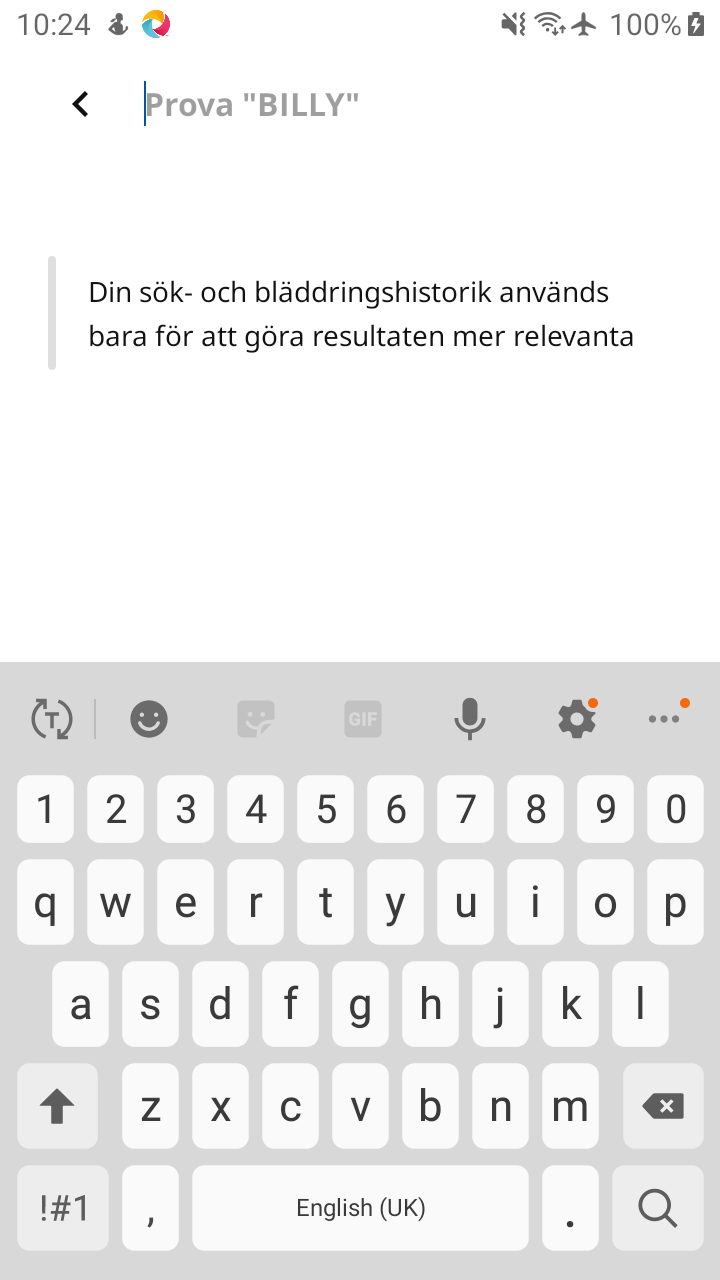 10:24
100%
Prova "BILLY"
Din sök- och bläddringshistorik används
bara för att göra resultaten mer relevanta
T
GIF
1 2 3 4 5 6 7 8 9 0
q w e r t y u i o p
a s d f g h j k l
z x c v b n m
!#1 , English (UK) .